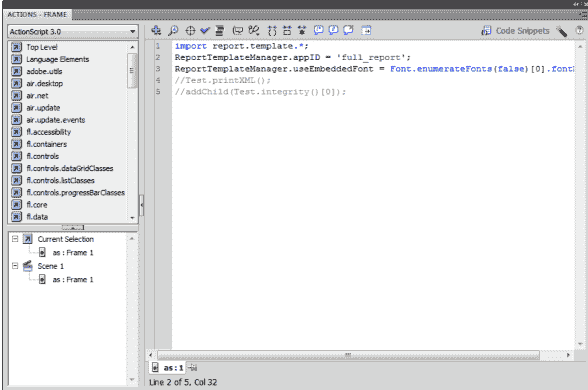 ACTIONS - FRAME
ActionScript 3.0
Code Snippets
Top Level
Language Elements
adobe.utils
air.desktop
air.net
air.update
air.update.events
fl.accessibility
fl.containers
fl.controls
fl.controls.dataGridClasses
fl.controls.listClasses
fl.controls.progressBarClasses
fl.core
fl.data
Current Selection
as : Frame 1
Scene 1
as : Frame 1
1 import report.template.*;
2 ReportTemplateManager.appID = 'full_report';
3 ReportTemplateManager.useEmbeddedFont = Font.enumerateFonts(false)[0].font
4 //Test.printXML();
5 //addChild(Test.integrity()[0]);
as : 1
Line 2 of 5, Col 32